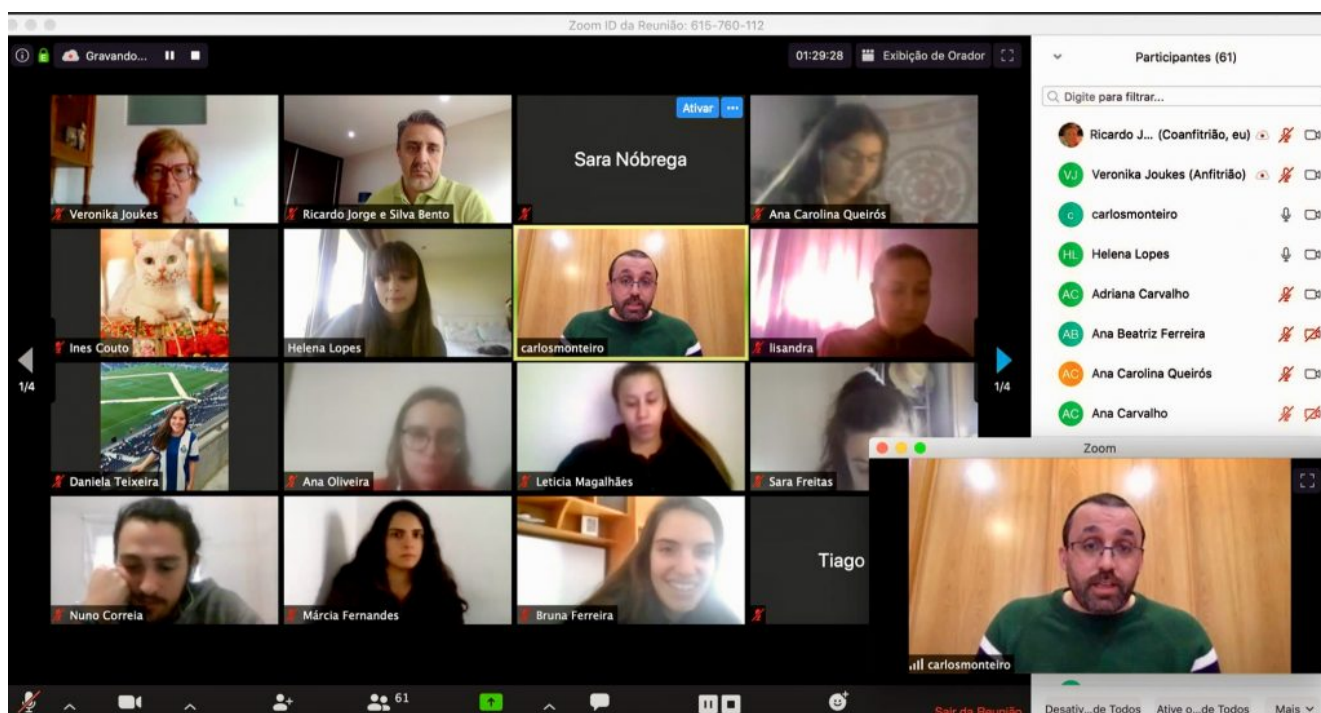 Zoom ID da Reunião: 615-760-112
Gravando...
01:29:28
Exibição de Orador
Ativar
Veronika Joukes
Ricardo Jorge e Silva Bento
Sara Nóbrega
Ana Carolina Queirós
Ines Couto
Helena Lopes
carlosmonteiro
lisandra
1/4
1/4
Daniela Teixeira
Ana Oliveira
Leticia Magalhães
Sara Freitas
Nuno Correia
Márcia Fernandes
Bruna Ferreira
Tiago
61
Sair da Reunião
Participantes (61)
Digite para filtrar...
Ricardo J... (Coanfitrião, eu)
VJ Veronika Joukes (Anfitrião)
c carlosmonteiro
HL Helena Lopes
AC Adriana Carvalho
AB Ana Beatriz Ferreira
AC Ana Carolina Queirós
AC Ana Carvalho
Zoom
carlosmonteiro
Desativ...de Todos
Ative o...de Todos
Mais